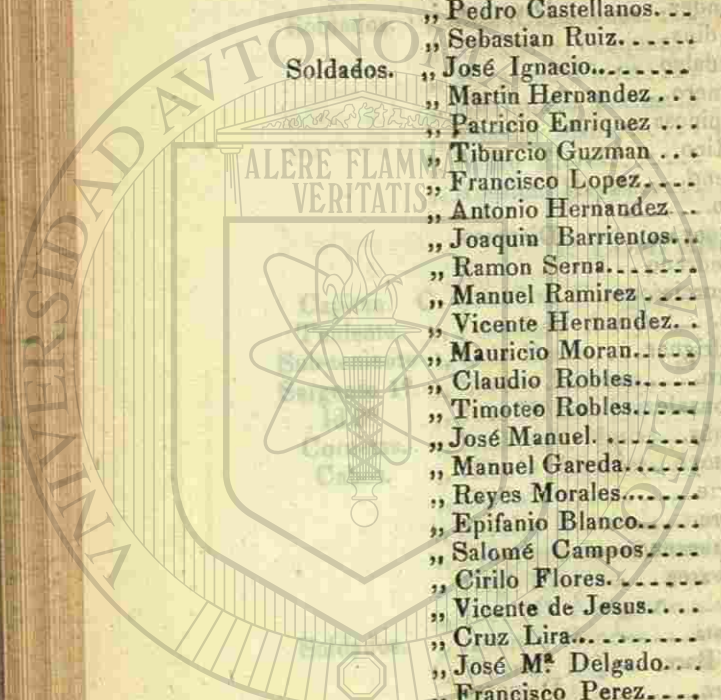 „ Pedro Castellanos. ..
„ Sebastian Ruiz......
Soldados. „ José Ignacio.........
„ Martin Hernandez ...
„ Patricio Enriquez ...
„ Tiburcio Guzman ...
„ Francisco Lopez.....
„ Antonio Hernandez ..
„ Joaquin Barrientos...
„ Ramon Serna.......
„ Manuel Ramirez ....
„ Vicente Hernandez. .
„ Mauricio Moran.....
„ Claudio Robles.....
„ Timoteo Robles.....
„ José Manuel. .......
„ Manuel Gareda......
„ Reyes Morales.......
„ Epifanio Blanco.....
„ Salomé Campos....
„ Cirilo Flores. ......
„ Vicente de Jesus. ...
„ Cruz Lira..........
„ José Mª Delgado....
„ Francisco Perez....
ALERE FLAMMAM
VERITATIS